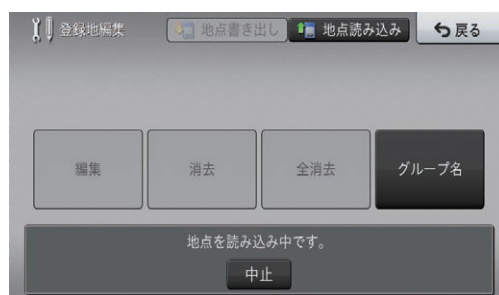 登録地編集 地点書き出し 地点読み込み 戻る
編集 消去 全消去 グループ名
地点を読み込み中です。
中止